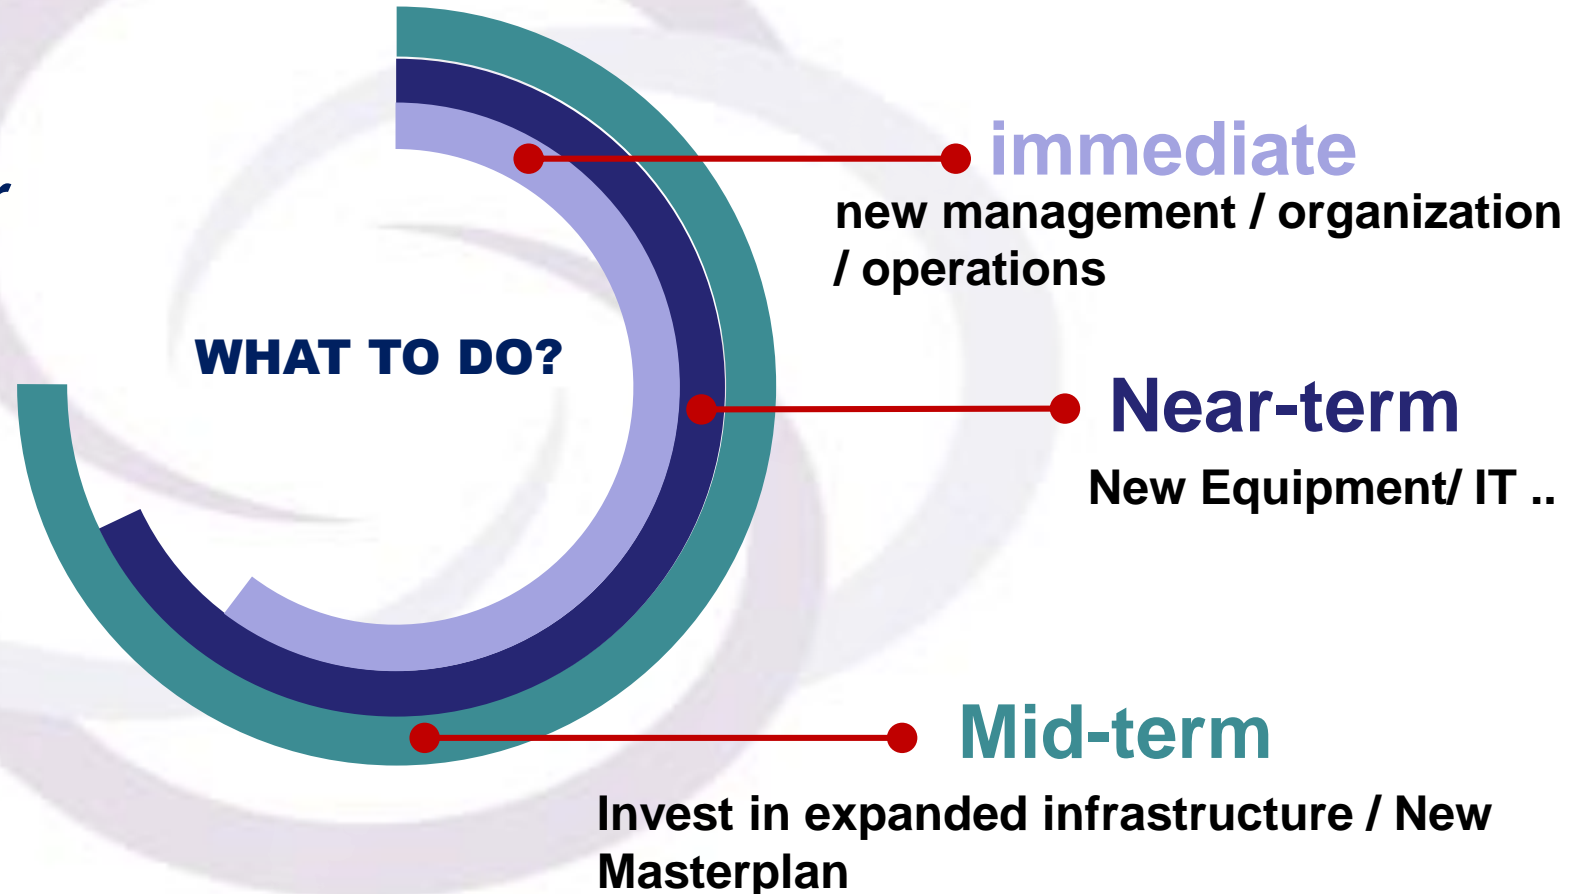 immediate
new management / organization
/ operations
WHAT TO DO?
Near-term
New Equipment/ IT ..
Mid-term
Invest in expanded infrastructure / New
Masterplan